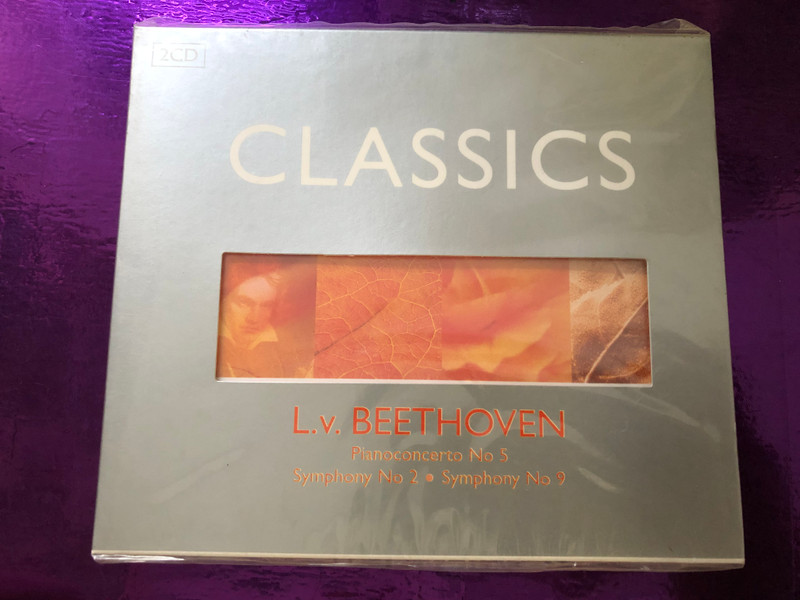 2CD
CLASSICS
L.v. BEETHOVEN
Pianoconcerto No 5
Symphony No 2 • Symphony No 9